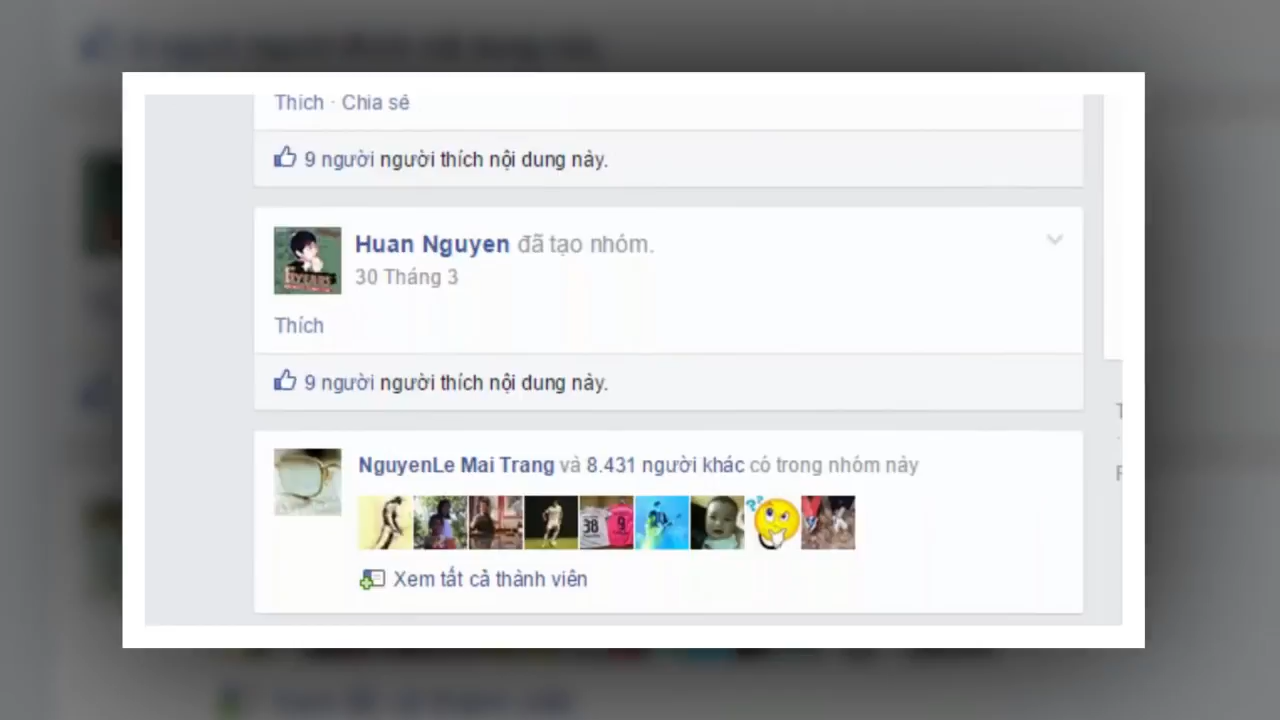 Thích · Chia sẻ
9 người người thích nội dung này.
Huan Nguyen đã tạo nhóm.
30 Tháng 3
Thích
9 người người thích nội dung này.
NguyenLe Mai Trang và 8.431 người khác có trong nhóm này
38 9
Xem tất cả thành viên